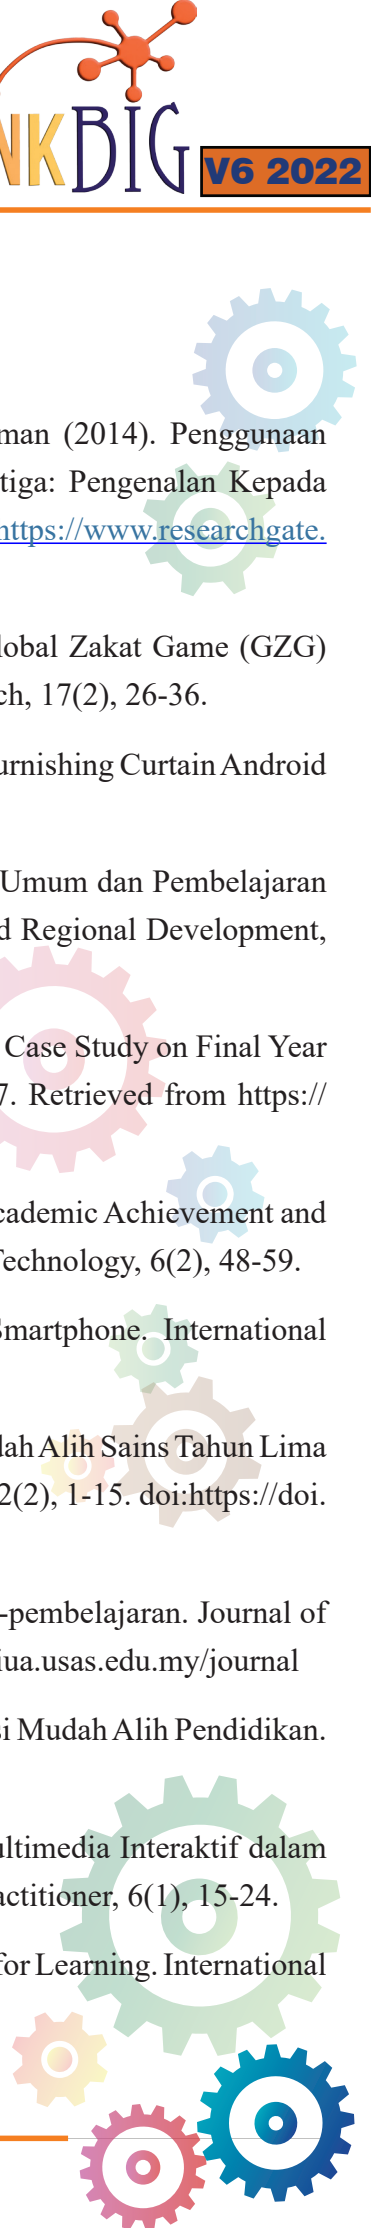 NKBIG
V6 2022
man (2014). Penggunaan
tiga: Pengenalan Kepada
https://www.researchgate.
lobal Zakat Game (GZG)
ch, 17(2), 26-36.
urnishing Curtain Android
Umum dan Pembelajaran
d Regional Development,
Case Study on Final Year
7. Retrieved from https://
cademic Achievement and
Technology, 6(2), 48-59.
Smartphone. International
dah Alih Sains Tahun Lima
2(2), 1-15. doi:https://doi.
-pembelajaran. Journal of
iua.usas.edu.my/journal
si Mudah Alih Pendidikan.
ultimedia Interaktif dalam
actitioner, 6(1), 15-24.
for Learning. International